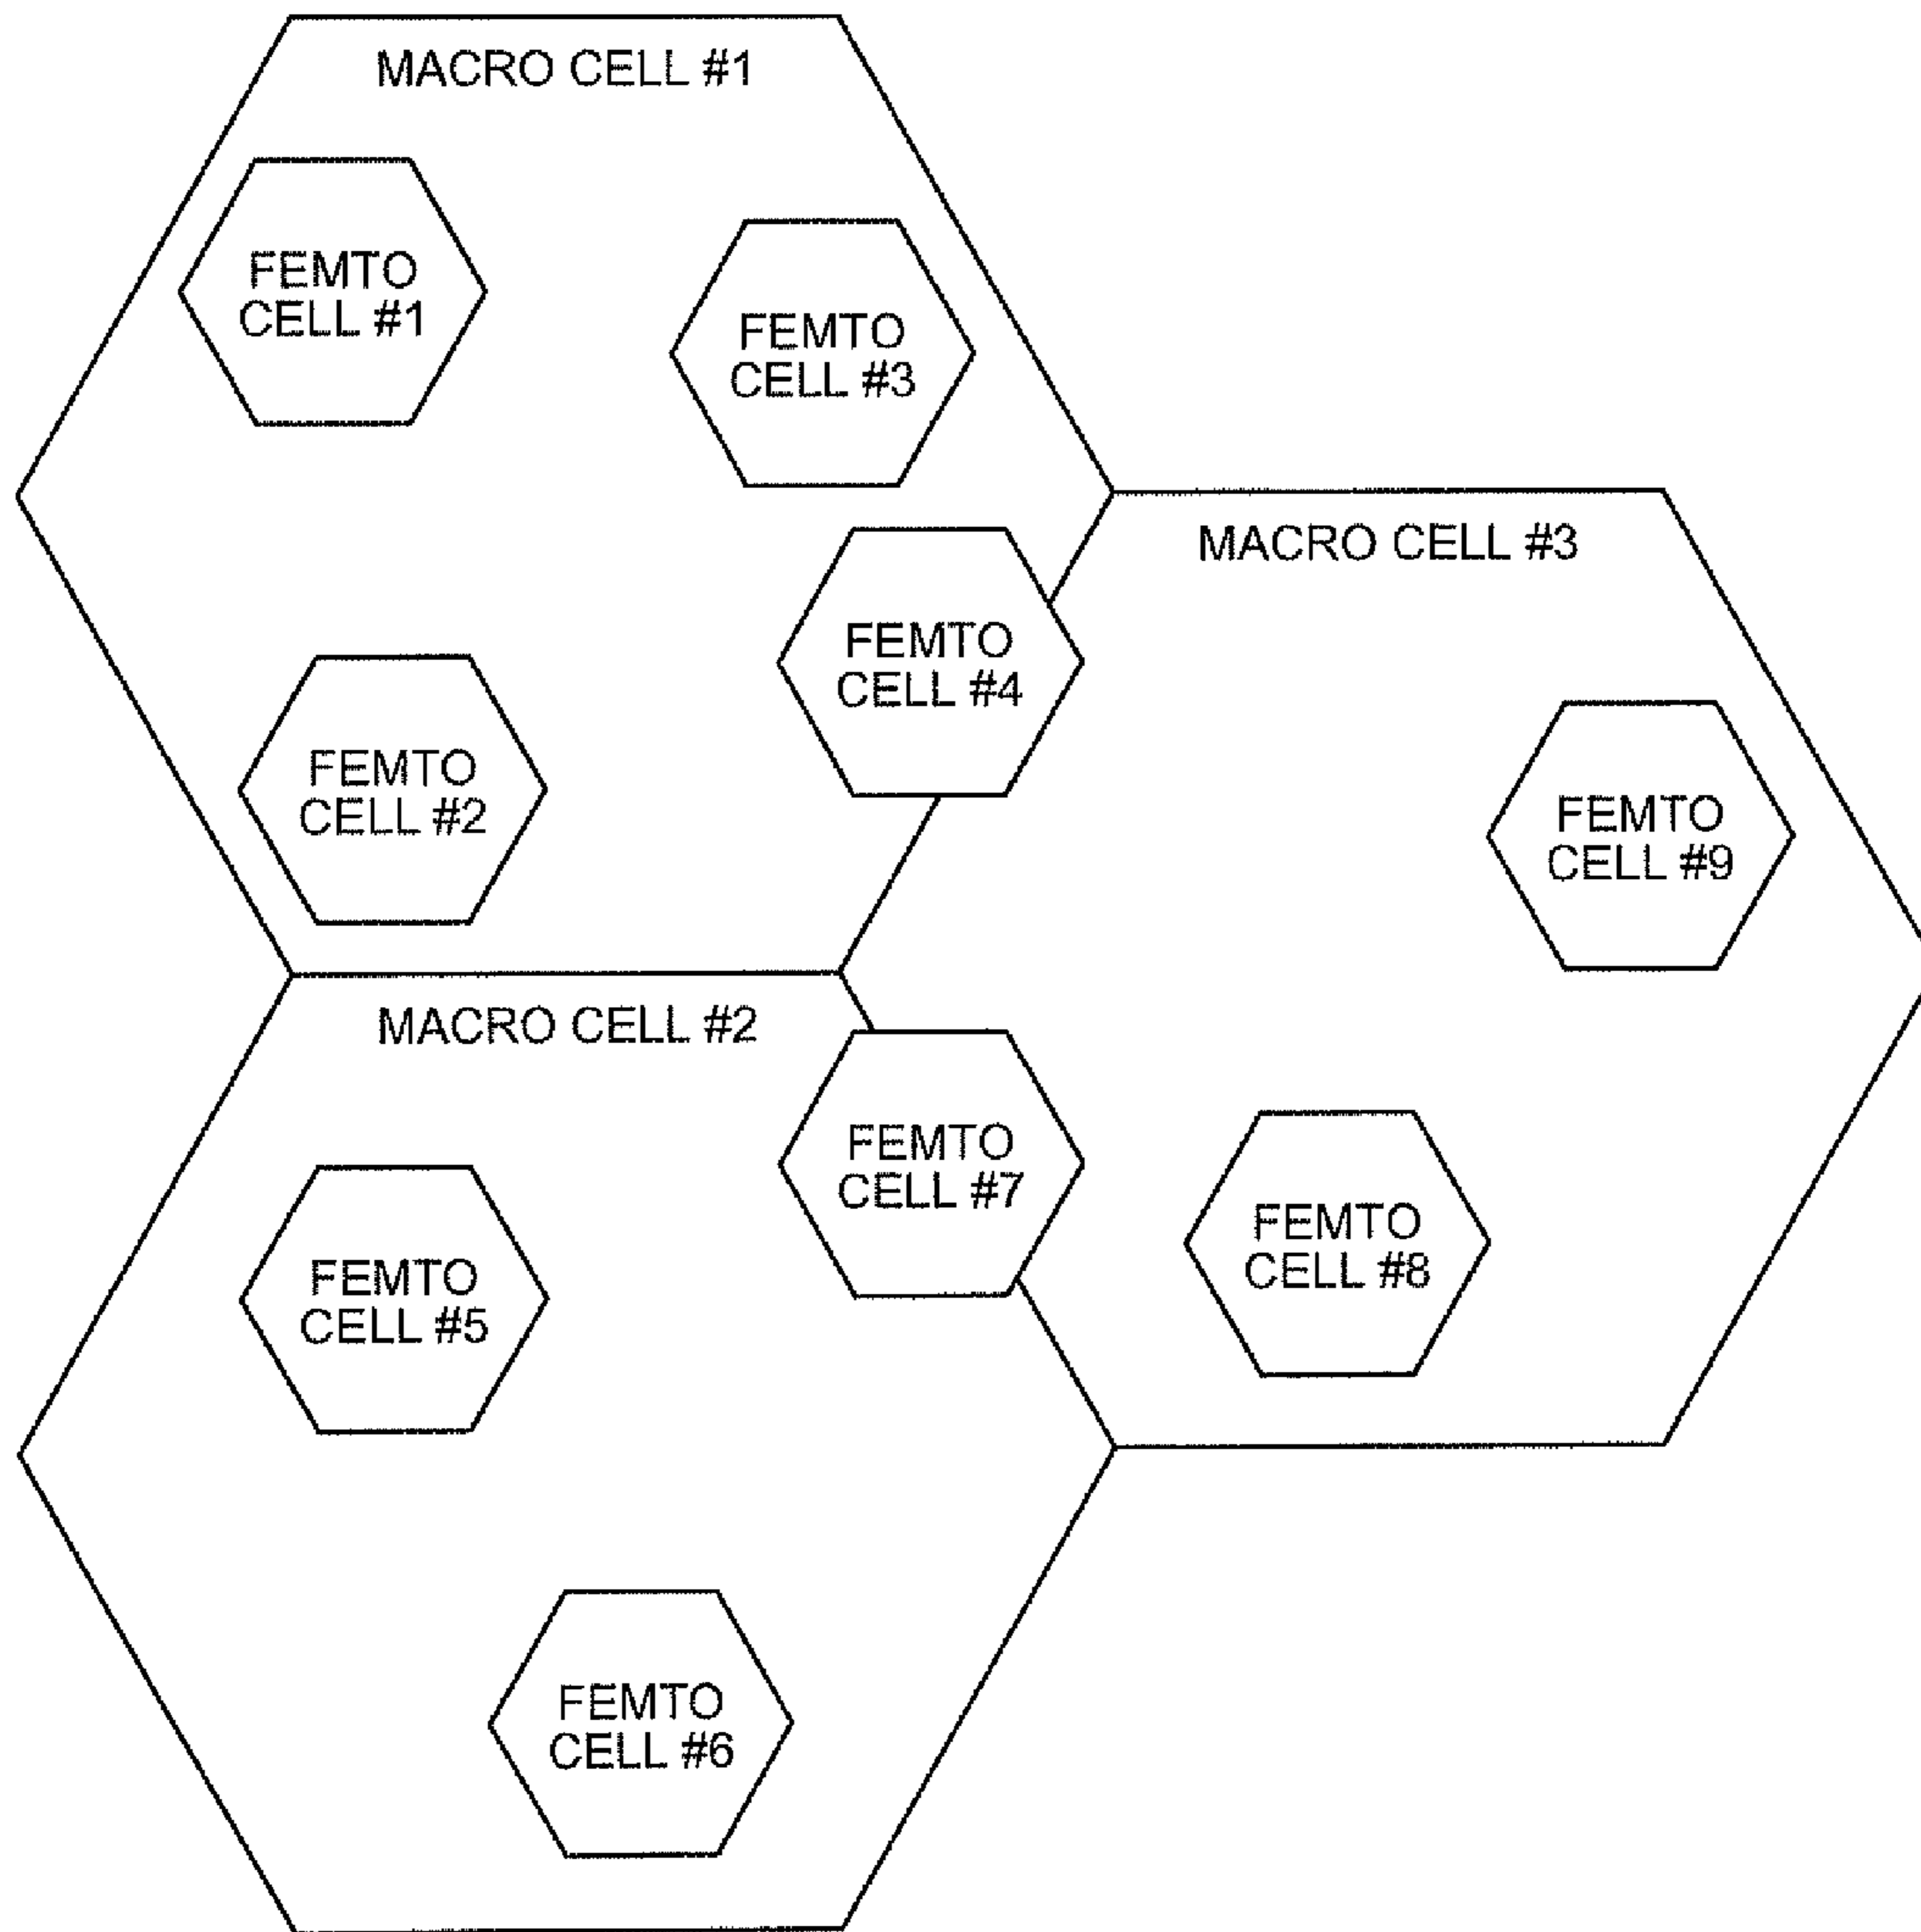 MACRO CELL #1
FEMTO
CELL #1
FEMTO
CELL #3
MACRO CELL #3
FEMTO
CELL #4
FEMTO
CELL #2
FEMTO
CELL #9
MACRO CELL #2
FEMTO
CELL #7
FEMTO
CELL #8
FEMTO
CELL #5
FEMTO
CELL #6